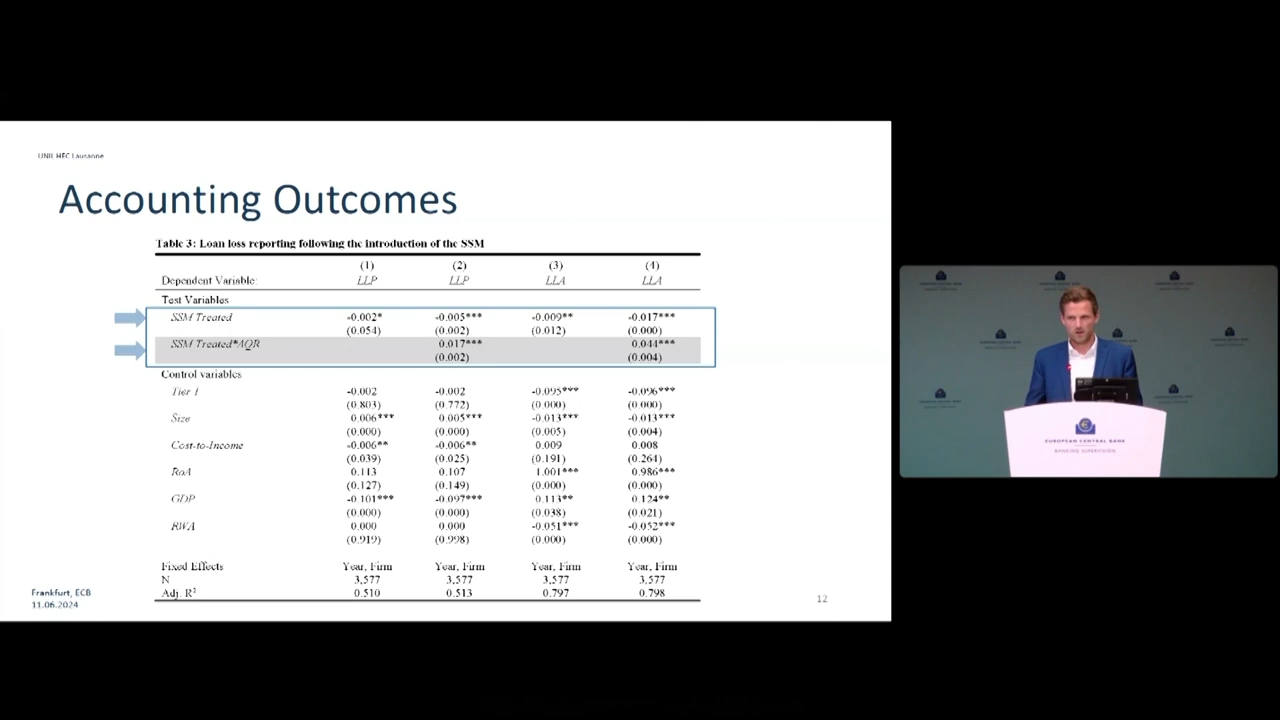 UNIL HEC Lausanne
Accounting Outcomes
Table 3: Loan loss reporting following the introduction of the SSM
(1) (2) (3) (4)
Dependent Variable: LLP LLP LLA LLA
Test Variables
SSM Treated -0.002* -0.005*** -0.009** -0.017***
(0.054) (0.002) (0.012) (0.000)
SSM Treated*AQR 0.017*** 0.044***
(0.002) (0.004)
Control variables
Tier 1 -0.002 -0.002 -0.095*** -0.096***
(0.803) (0.772) (0.000) (0.000)
Size 0.006*** 0.005*** -0.013*** -0.013***
(0.000) (0.000) (0.005) (0.004)
Cost-to-Income -0.006** -0.006** 0.009 0.008
(0.039) (0.025) (0.191) (0.264)
RoA 0.113 0.107 1.001*** 0.986***
(0.127) (0.149) (0.000) (0.000)
GDP -0.101*** -0.097*** 0.113** 0.124**
(0.000) (0.000) (0.038) (0.021)
RWA 0.000 0.000 -0.051*** -0.052***
(0.919) (0.998) (0.000) (0.000)
Fixed Effects Year, Firm Year, Firm Year, Firm Year, Firm
N 3,577 3,577 3,577 3,577
Adj. R² 0.510 0.513 0.797 0.798
Frankfurt, ECB
11.06.2024
12
EUROPEAN CENTRAL BANK
BANKING SUPERVISION